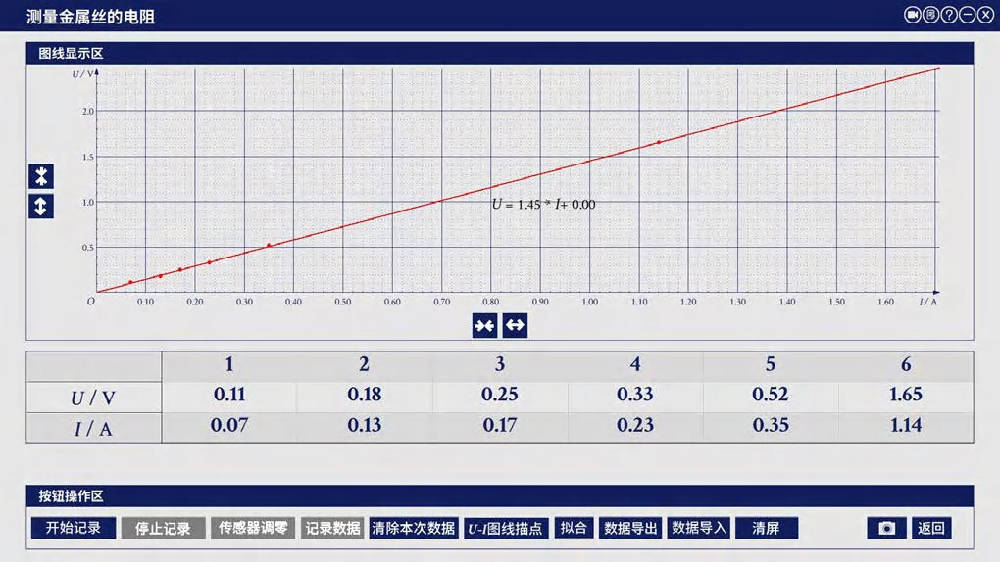 测量金属丝的电阻
图线显示区
U / V
2.0
1.5
1.0
0.5
U = 1.45 * I+ 0.00
O 0.10 0.20 0.30 0.40 0.50 0.60 0.70 0.80 0.90 1.00 1.10 1.20 1.30 1.40 1.50 1.60 I / A
1 2 3 4 5 6
U / V 0.11 0.18 0.25 0.33 0.52 1.65
I / A 0.07 0.13 0.17 0.23 0.35 1.14
按钮操作区
开始记录 停止记录 传感器调零 记录数据 清除本次数据 U-I图线描点 拟合 数据导出 数据导入 清屏 返回